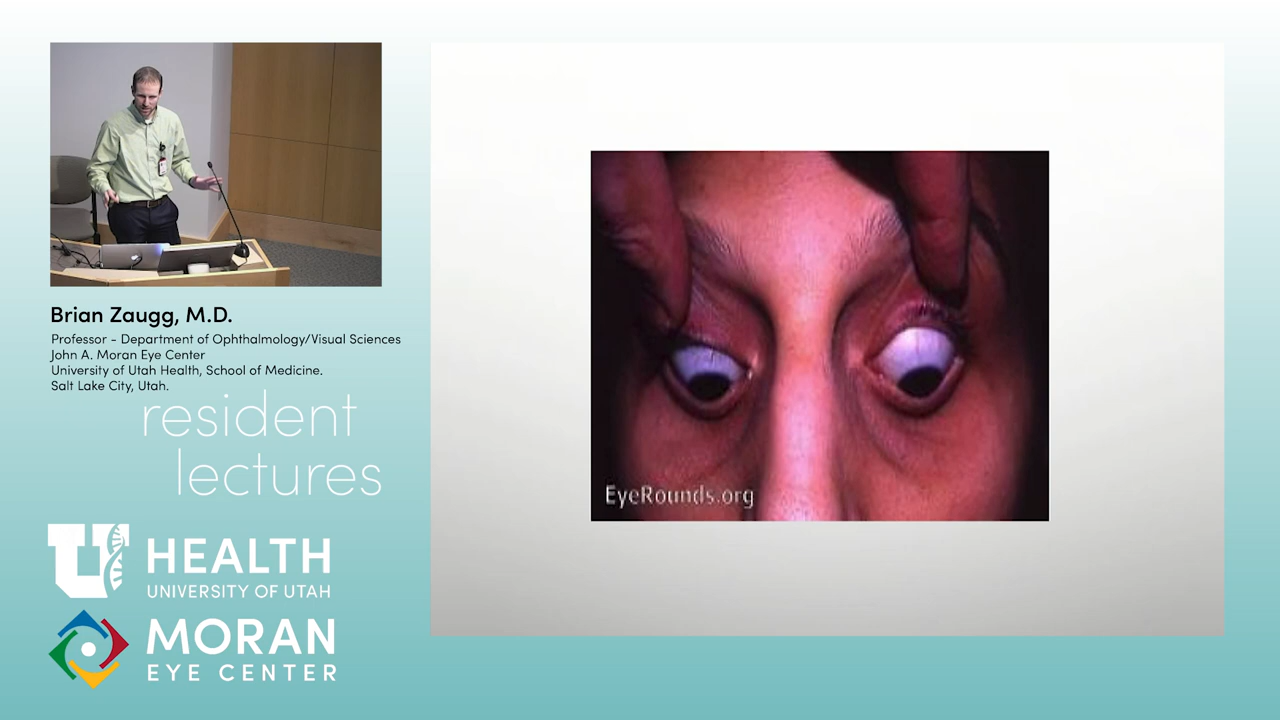 Brian Zaugg, M.D.
Professor - Department of Ophthalmology/Visual Sciences
John A. Moran Eye Center
University of Utah Health, School of Medicine.
Salt Lake City, Utah.
resident
lectures
U HEALTH
UNIVERSITY OF UTAH
MORAN
EYE CENTER
EyeRounds.org